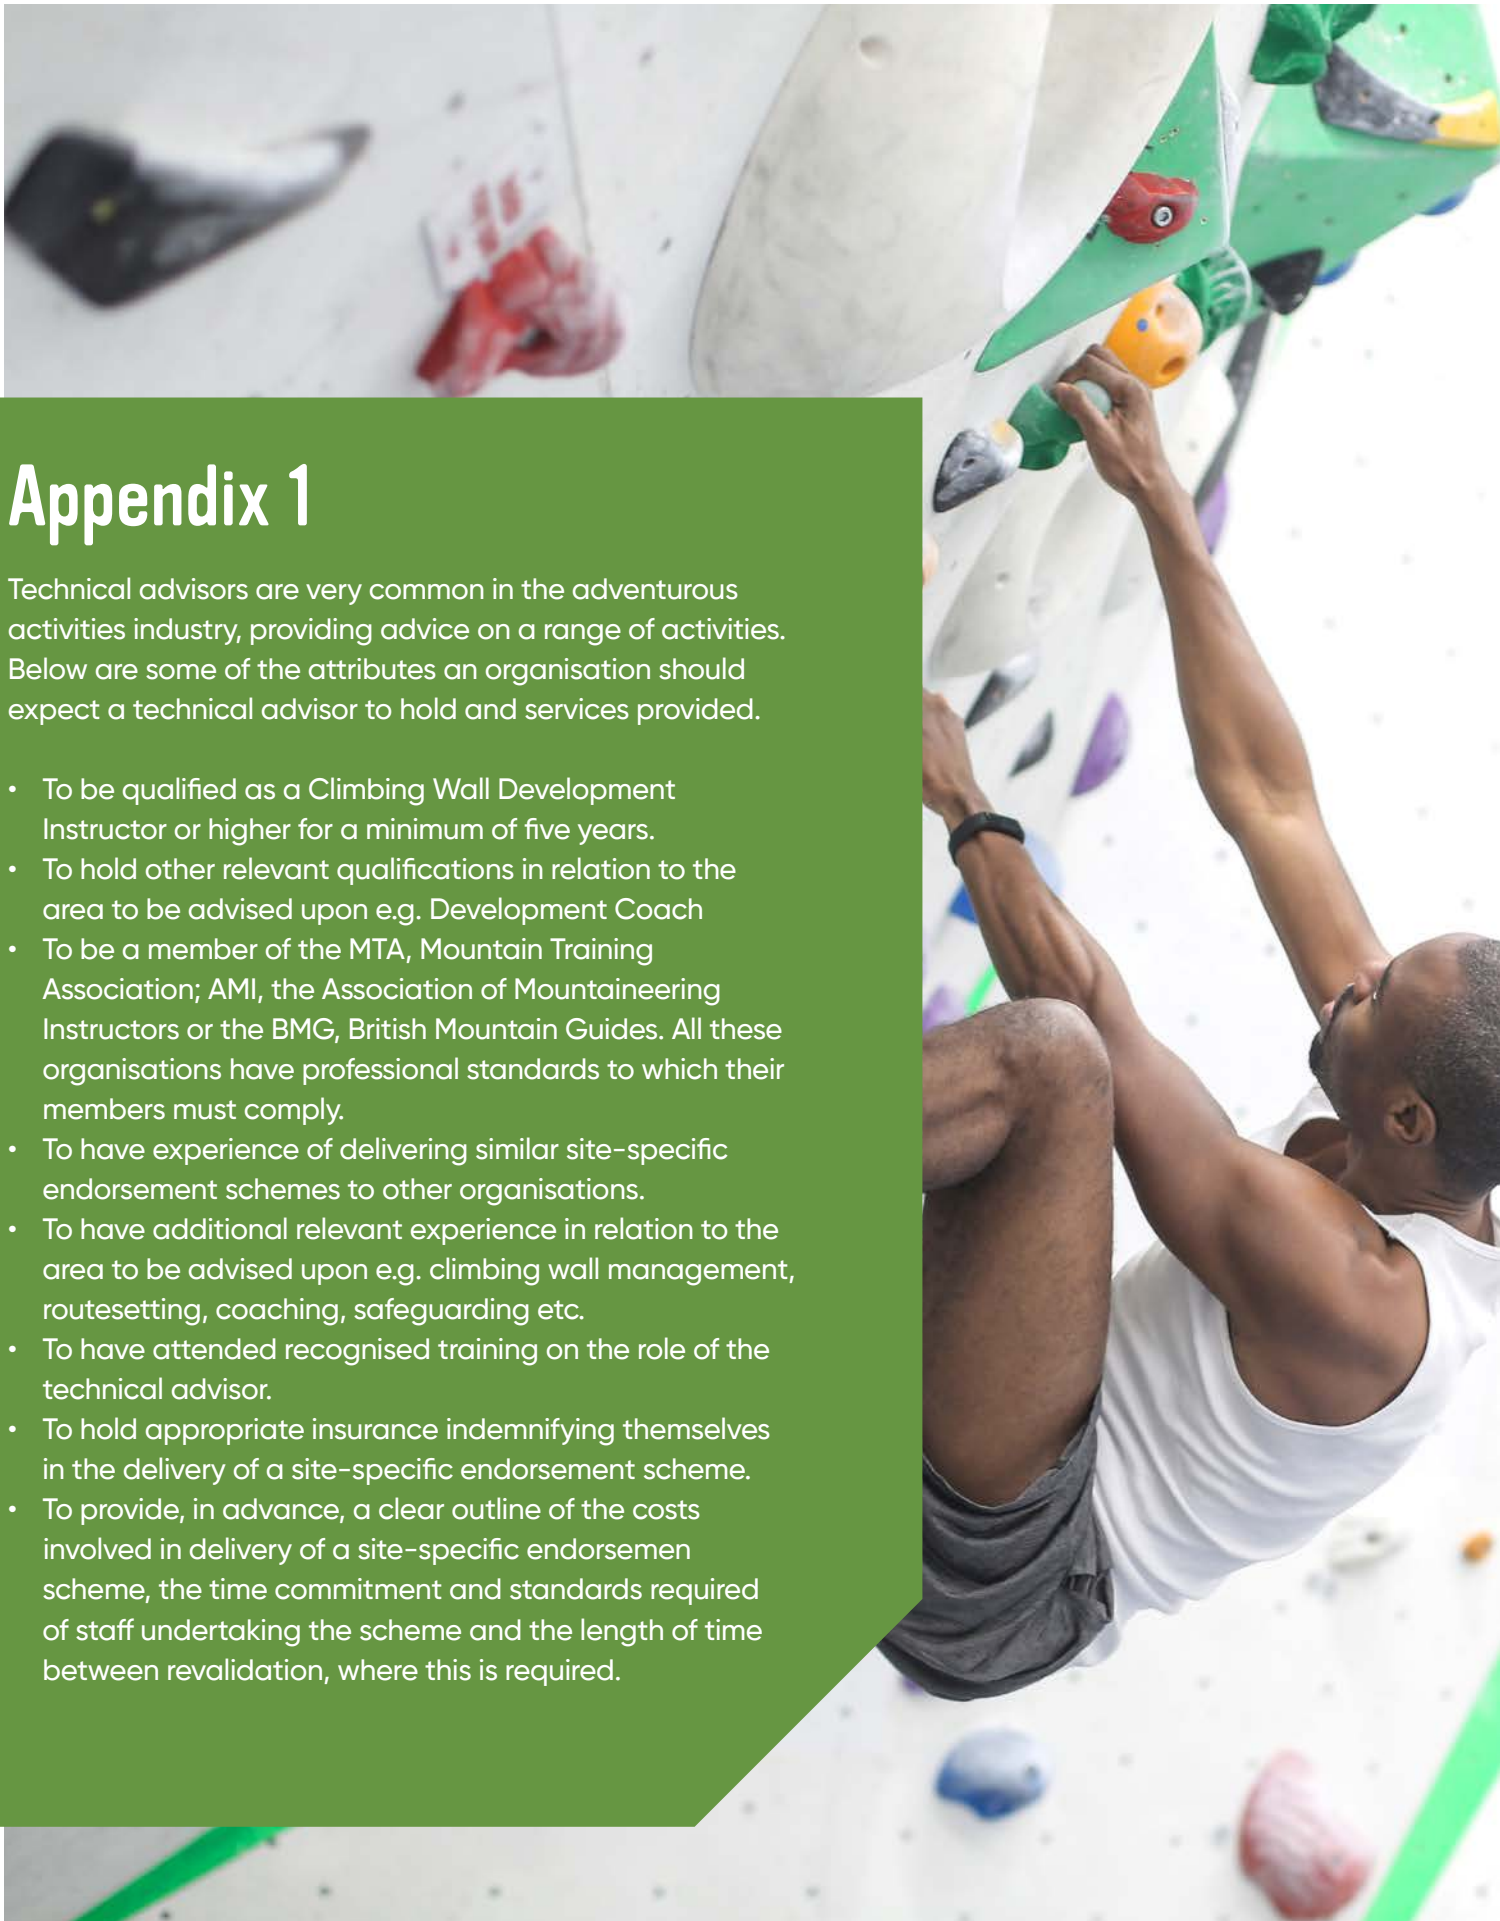 Appendix 1
Technical advisors are very common in the adventurous
activities industry, providing advice on a range of activities.
Below are some of the attributes an organisation should
expect a technical advisor to hold and services provided.
• To be qualified as a Climbing Wall Development
Instructor or higher for a minimum of five years.
• To hold other relevant qualifications in relation to the
area to be advised upon e.g. Development Coach
• To be a member of the MTA, Mountain Training
Association; AMI, the Association of Mountaineering
Instructors or the BMG, British Mountain Guides. All these
organisations have professional standards to which their
members must comply.
• To have experience of delivering similar site-specific
endorsement schemes to other organisations.
• To have additional relevant experience in relation to the
area to be advised upon e.g. climbing wall management,
routesetting, coaching, safeguarding etc.
• To have attended recognised training on the role of the
technical advisor.
• To hold appropriate insurance indemnifying themselves
in the delivery of a site-specific endorsement scheme.
• To provide, in advance, a clear outline of the costs
involved in delivery of a site-specific endorsemen
scheme, the time commitment and standards required
of staff undertaking the scheme and the length of time
between revalidation, where this is required.